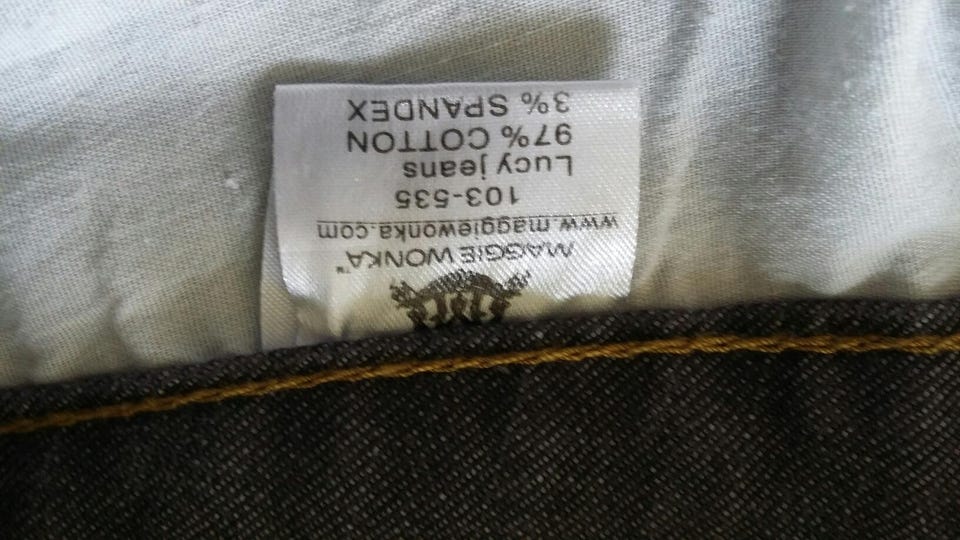 MAGGIE WONKA™
www.maggiewonka.com
103-535
Lucy jeans
97% COTTON
3% SPANDEX